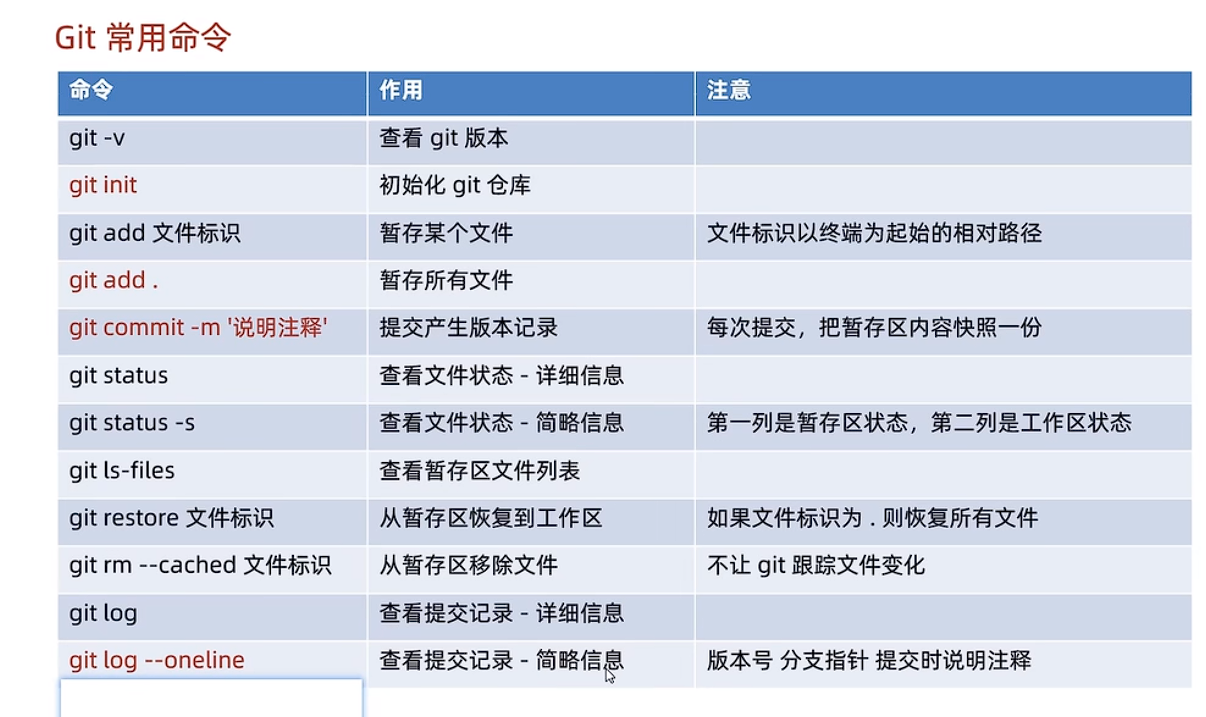 Git 常用命令
命令 作用 注意
git -v 查看 git 版本
git init 初始化 git 仓库
git add 文件标识 暂存某个文件 文件标识以终端为起始的相对路径
git add . 暂存所有文件
git commit -m '说明注释' 提交产生版本记录 每次提交，把暂存区内容快照一份
git status 查看文件状态 - 详细信息
git status -s 查看文件状态 - 简略信息 第一列是暂存区状态，第二列是工作区状态
git ls-files 查看暂存区文件列表
git restore 文件标识 从暂存区恢复到工作区 如果文件标识为 . 则恢复所有文件
git rm --cached 文件标识 从暂存区移除文件 不让 git 跟踪文件变化
git log 查看提交记录 - 详细信息
git log --oneline 查看提交记录 - 简略信息 版本号 分支指针 提交时说明注释